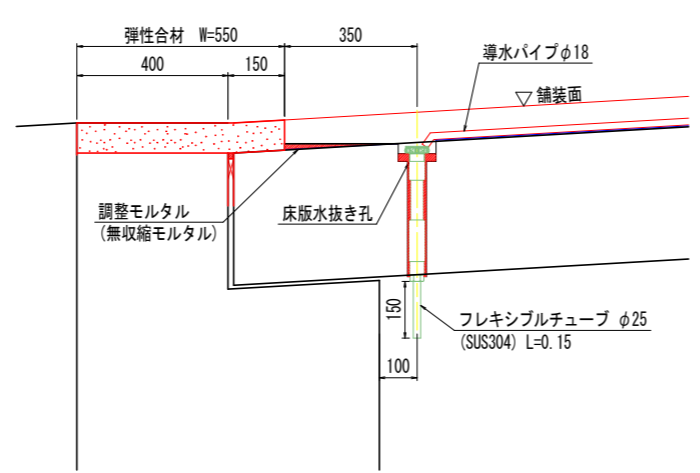 弾性合材 W=550
350
400
150
導水パイプφ18
舗装面
調整モルタル
(無収縮モルタル)
床版水抜き孔
150
フレキシブルチューブ φ25
(SUS304) L=0.15
100